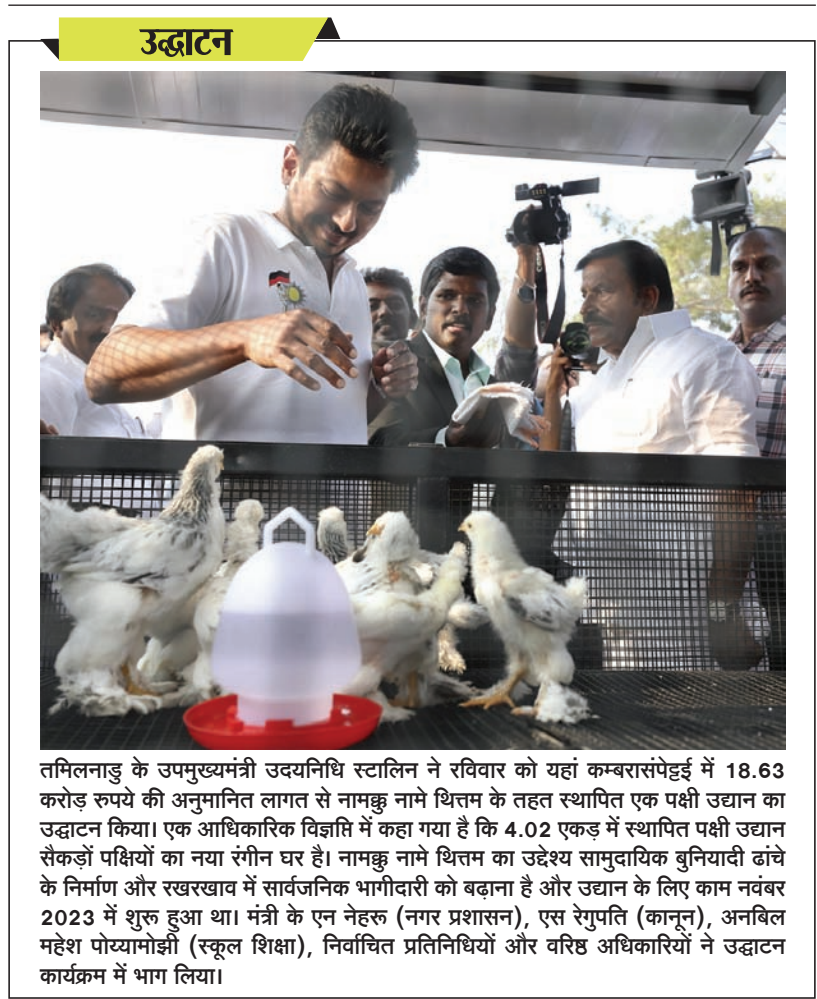 उद्घाटन
तमिलनाडु के उपमुख्यमंत्री उदयनिधि स्टालिन ने रविवार को यहां कम्बरासंपेट्टई में 18.63
करोड़ रुपये की अनुमानित लागत से नामक्कु नामे थित्तम के तहत स्थापित एक पक्षी उद्यान का
उद्घाटन किया। एक आधिकारिक विज्ञप्ति में कहा गया है कि 4.02 एकड़ में स्थापित पक्षी उद्यान
सैकड़ों पक्षियों का नया रंगीन घर है। नामक्कु नामे थित्तम का उद्देश्य सामुदायिक बुनियादी ढांचे
के निर्माण और रखरखाव में सार्वजनिक भागीदारी को बढ़ाना है और उद्यान के लिए काम नवंबर
2023 में शुरू हुआ था। मंत्री के एन नेहरू (नगर प्रशासन), एस रेगुपति (कानून), अनबिल
महेश पोय्यामोझी (स्कूल शिक्षा), निर्वाचित प्रतिनिधियों और वरिष्ठ अधिकारियों ने उद्घाटन
कार्यक्रम में भाग लिया।